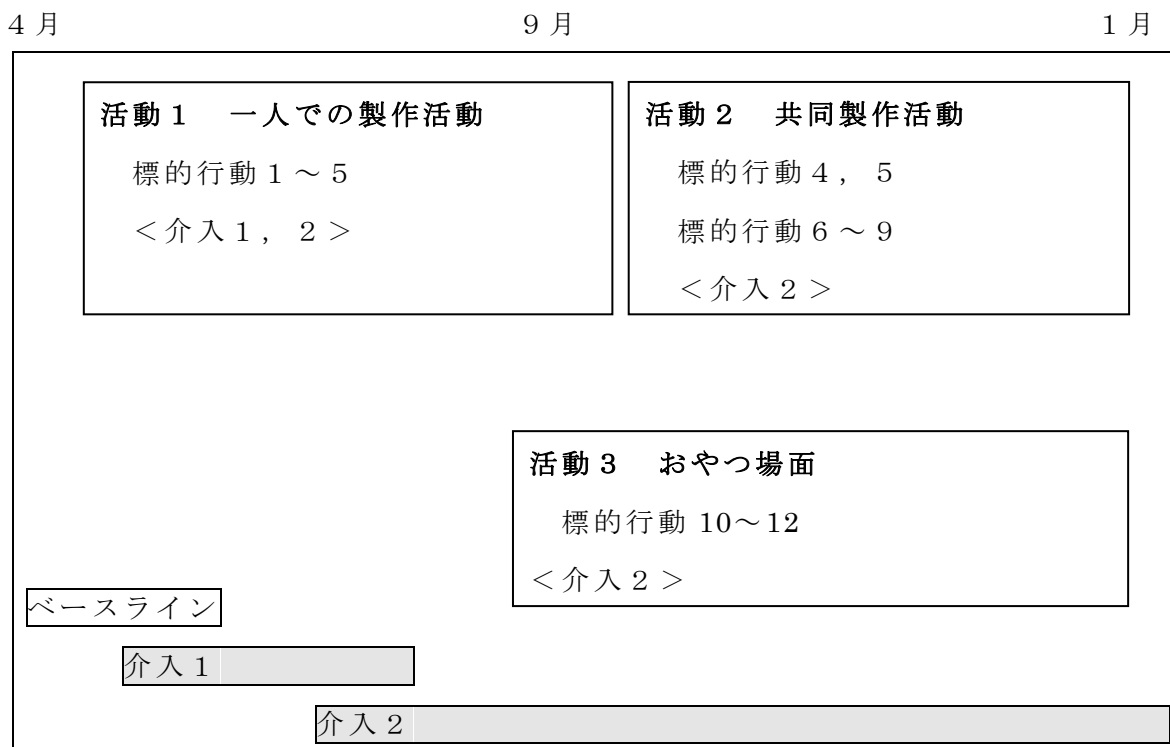 4月 9月 1月
活動1 一人での製作活動
標的行動1~5
<介入1,2>
活動2 共同製作活動
標的行動4,5
標的行動6~9
<介入2>
活動3 おやつ場面
標的行動 10~12
<介入2>
ベースライン
介入1
介入2